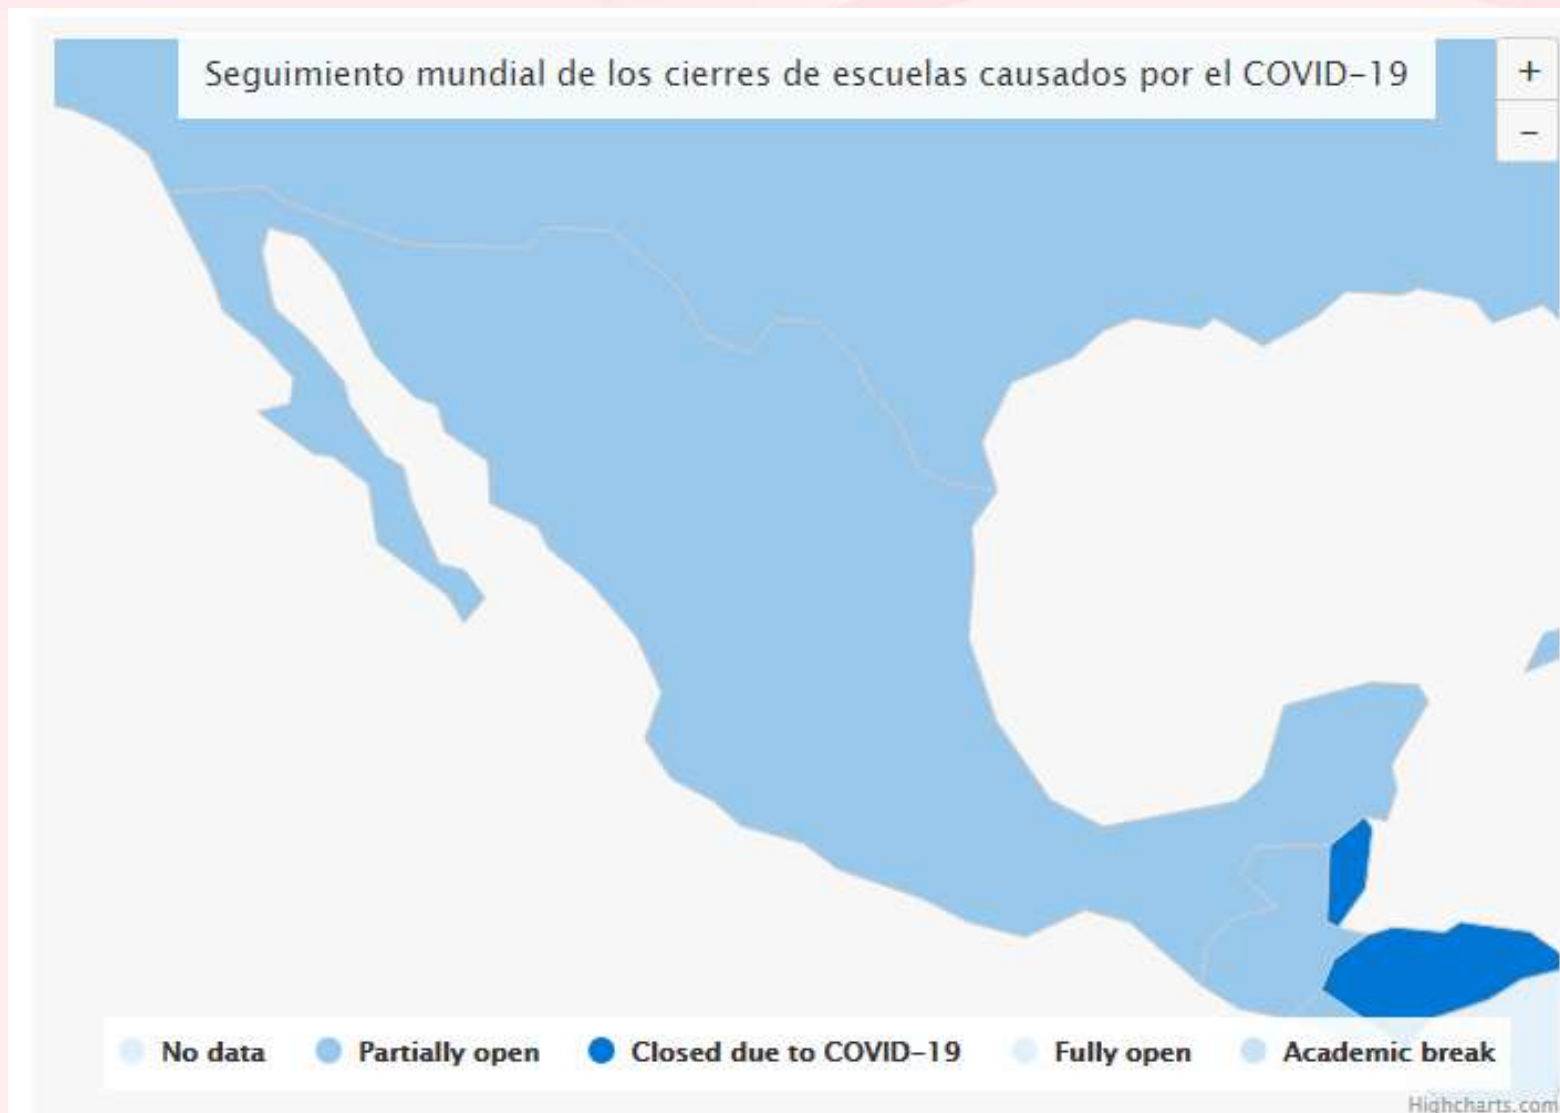 Seguimiento mundial de los cierres de escuelas causados por el COVID-19
+
-
No data Partially open Closed due to COVID-19 Fully open Academic break
Highcharts.com